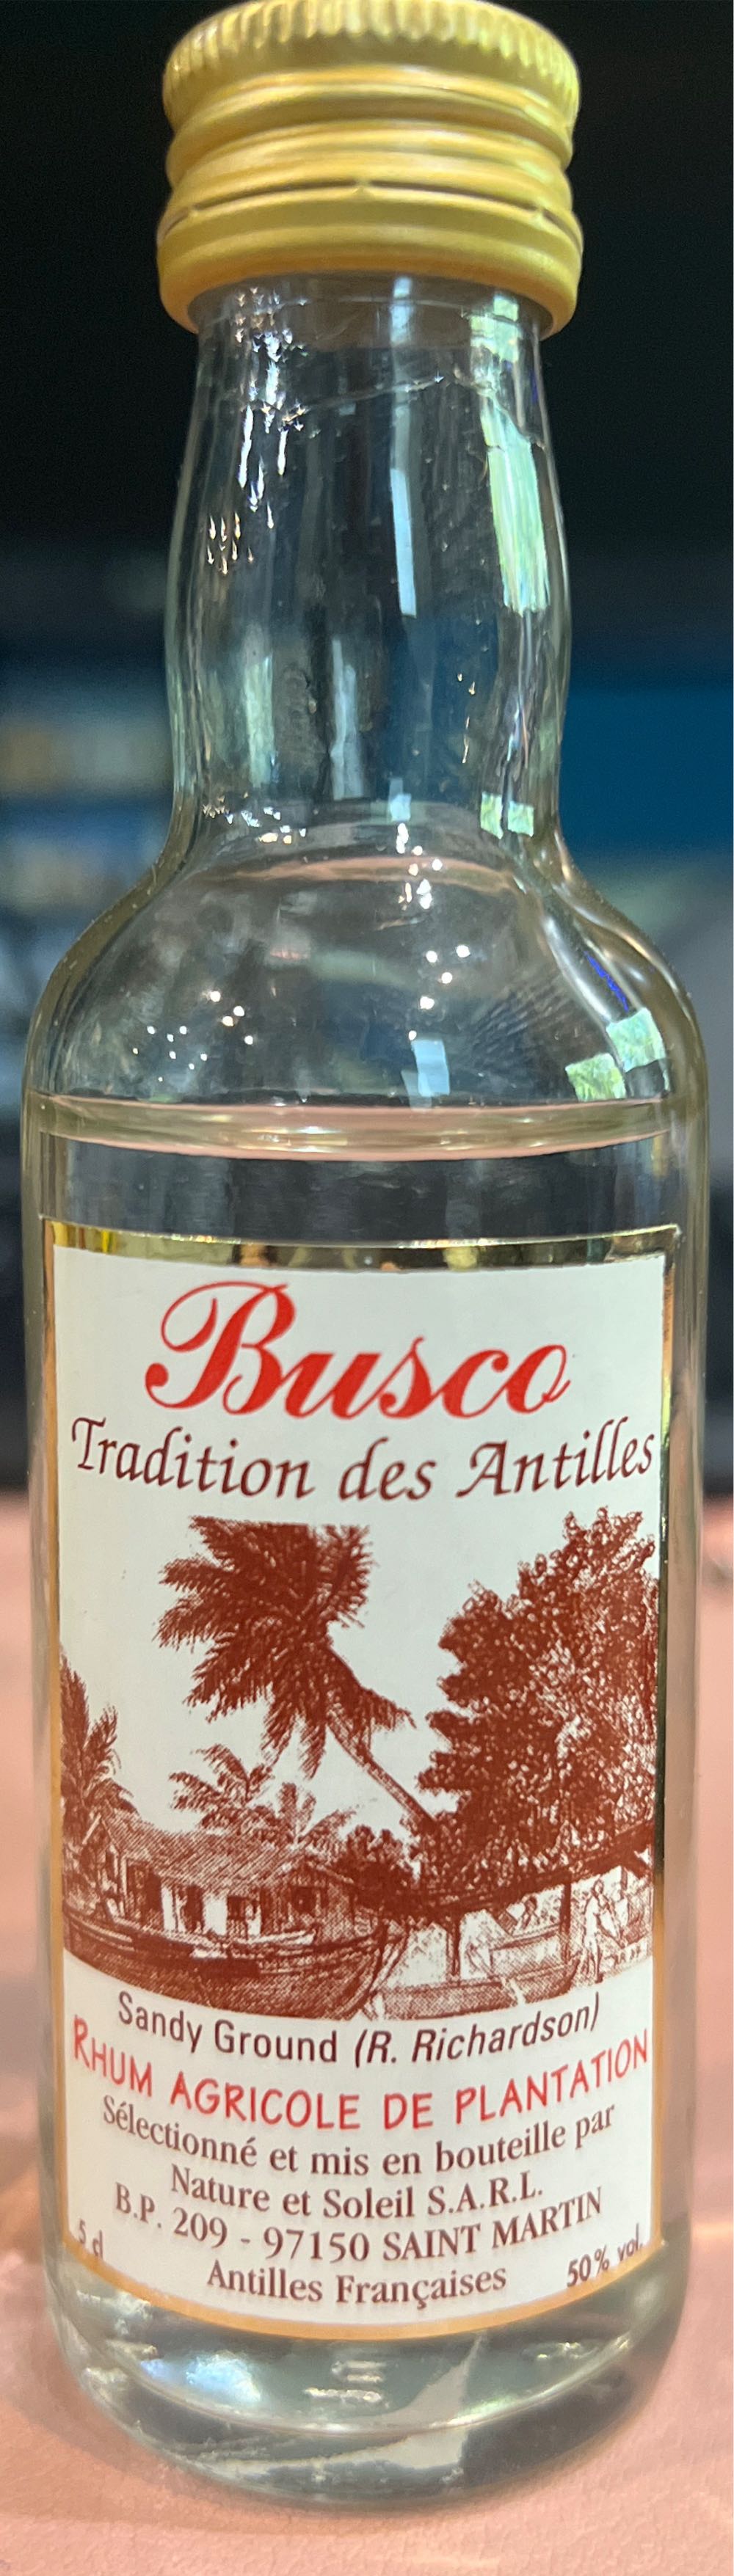 Busco
Tradition des Antilles
Sandy Ground (R. Richardson)
RHUM AGRICOLE DE PLANTATION
Sélectionné et mis en bouteille par
Nature et Soleil S.A.R.L.
B.P. 209 - 97150 SAINT MARTIN
5 d
Antilles Françaises
50% vol.